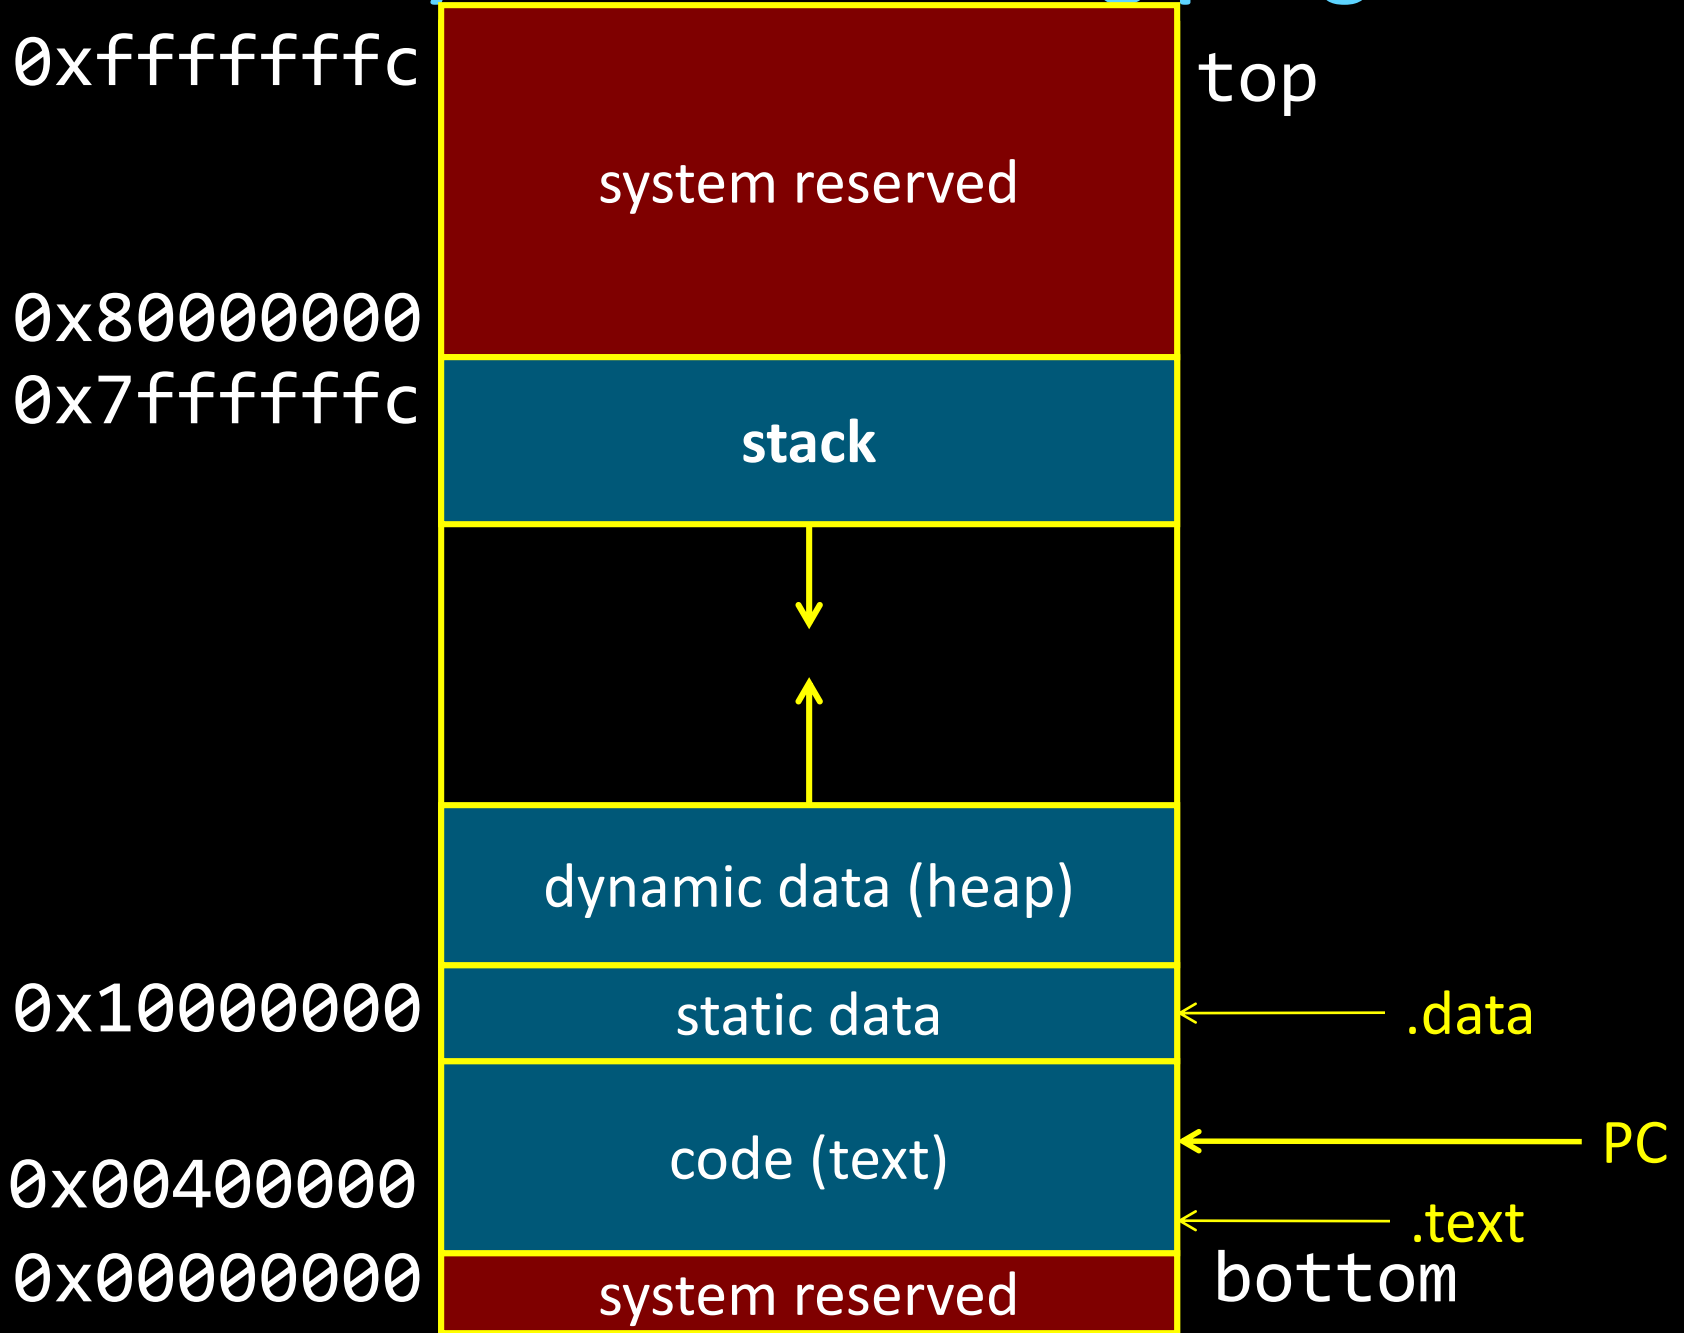 0xfffffffc
top
system reserved
0x80000000
0x7ffffffc
stack
dynamic data (heap)
0x10000000
static data
.data
code (text)
PC
0x00400000
.text
0x00000000
bottom
system reserved